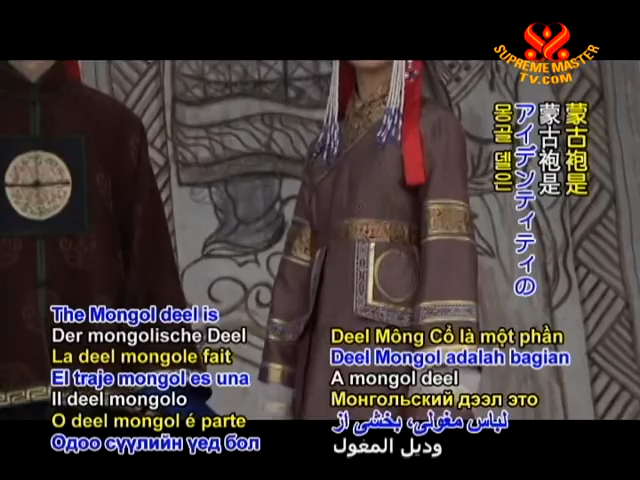 SUPREME MASTER
TV.COM
蒙古袍是
蒙古袍是
アイデンティティの
몽골 델은
The Mongol deel is
Der mongolische Deel
La deel mongole fait
El traje mongol es una
Il deel mongolo
O deel mongol é parte
Одоо сүүлийн үед бол
Deel Mông Cổ là một phần
Deel Mongol adalah bagian
A mongol deel
Монгольский дээл это
لباس مغولی، بخشی از
وديل المغول